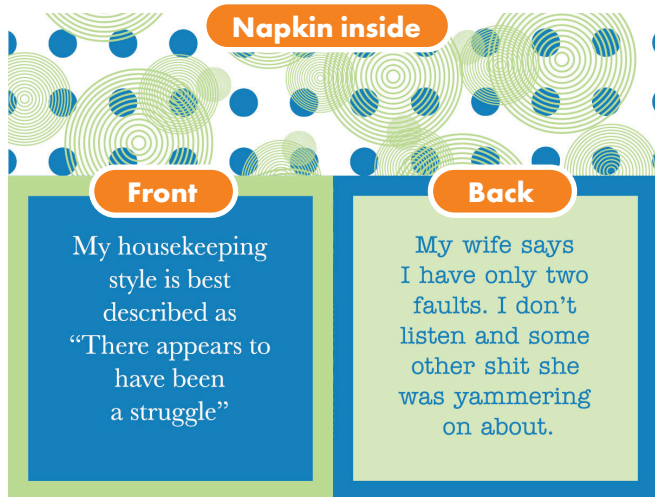 Napkin inside
Front
My housekeeping
style is best
described as
“There appears to
have been
a struggle”
Back
My wife says
I have only two
faults. I don’t
listen and some
other shit she
was yammering
on about.